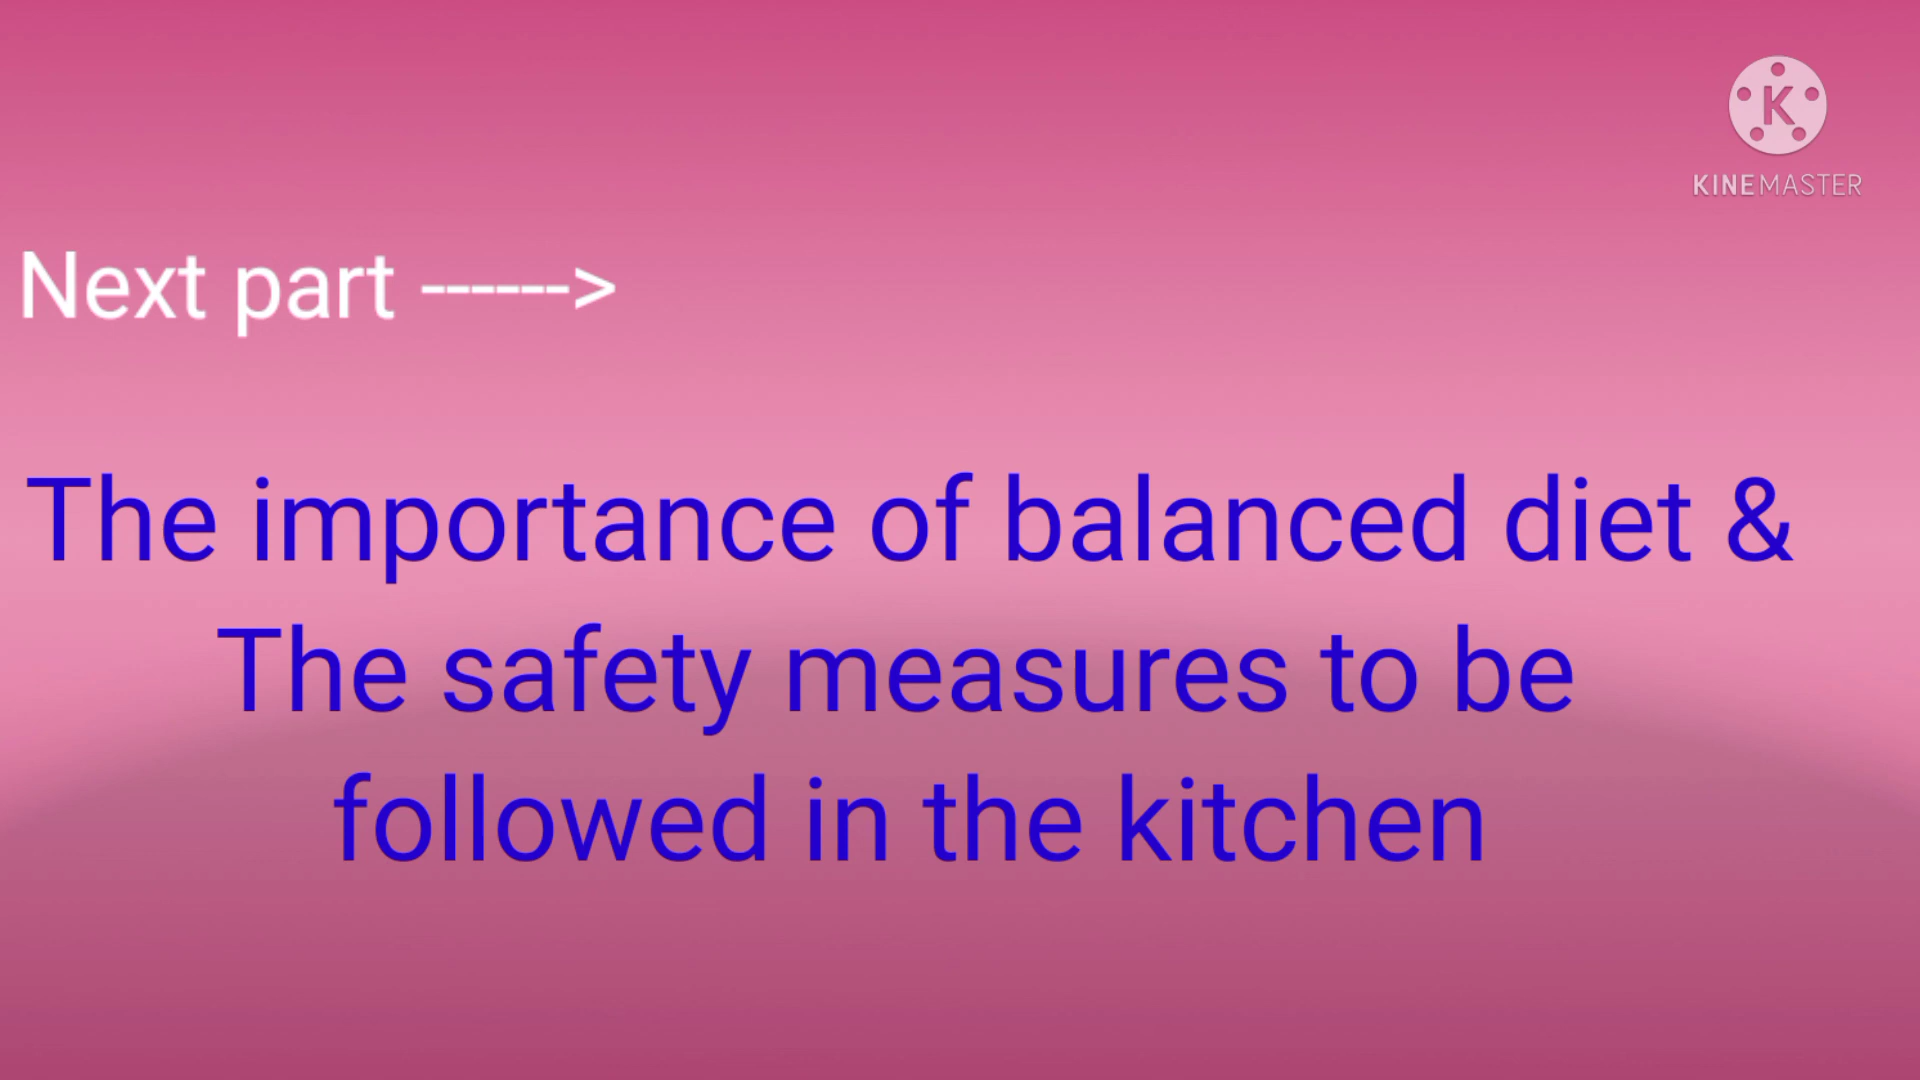 K
KINEMASTER
Next part ------>
The importance of balanced diet &
The safety measures to be
followed in the kitchen